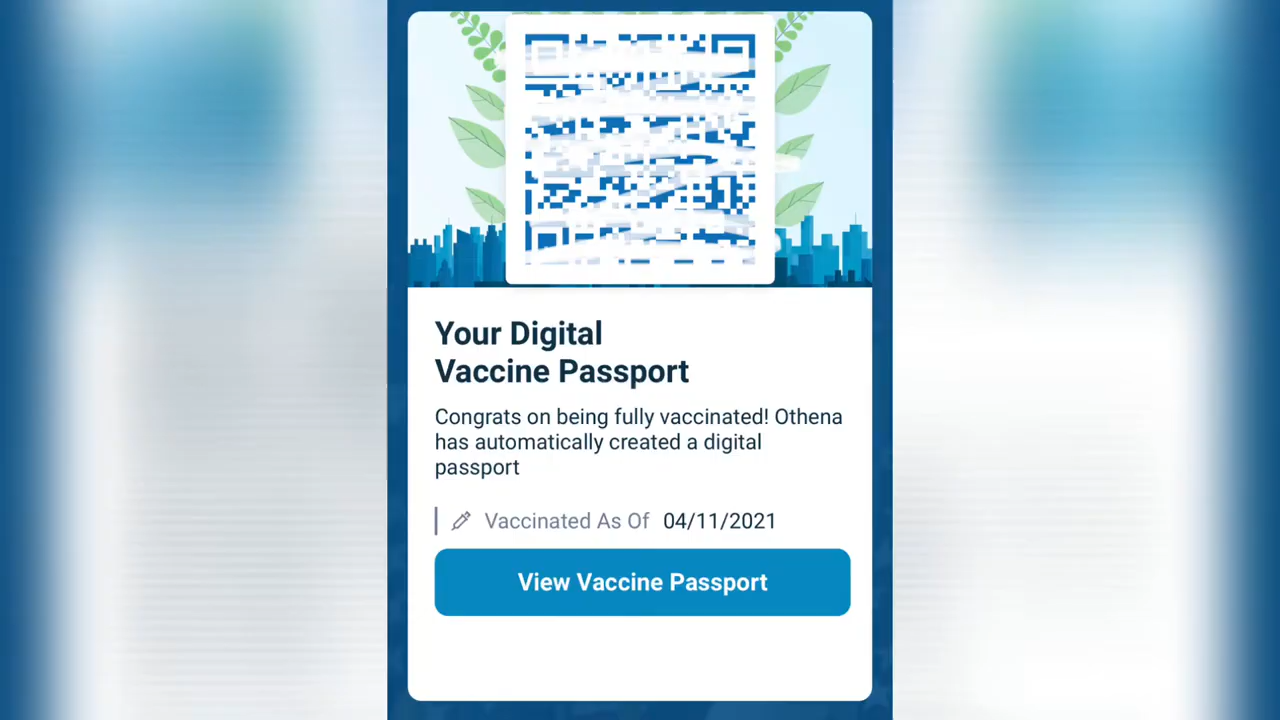 Your Digital
Vaccine Passport
Congrats on being fully vaccinated! Othena
has automatically created a digital
passport
Vaccinated As Of 04/11/2021
View Vaccine Passport